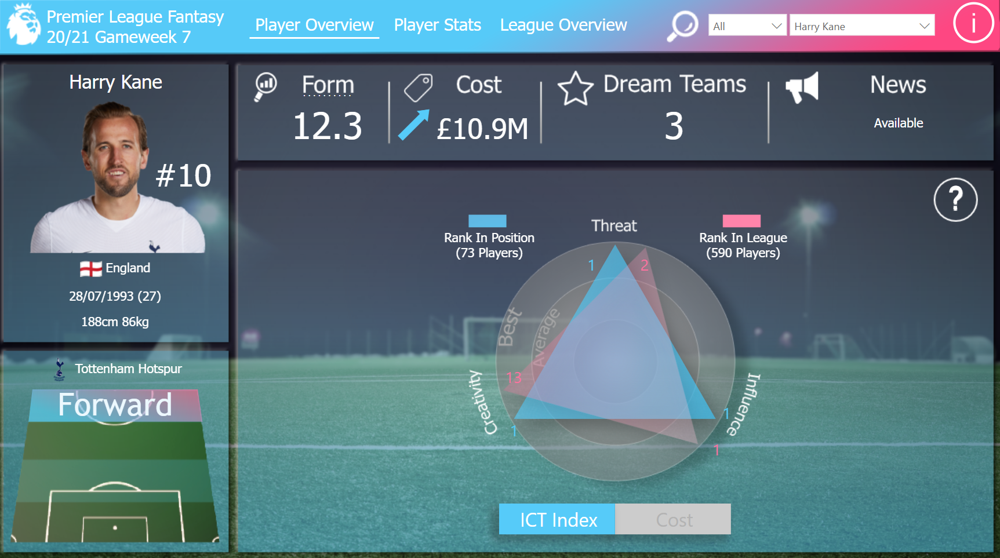 Premier League Fantasy
20/21 Gameweek 7
Player Overview
Player Stats
League Overview
All
Harry Kane
i
Harry Kane
#10
England
28/07/1993 (27)
188cm 86kg
Tottenham Hotspur
Forward
Form
12.3
Cost
£10.9M
Dream Teams
3
News
Available
?
Rank In Position
(73 Players)
Threat
Rank In League
(590 Players)
1
2
Best
Average
13
Creativity
1
Influence
1
1
ICT Index
Cost